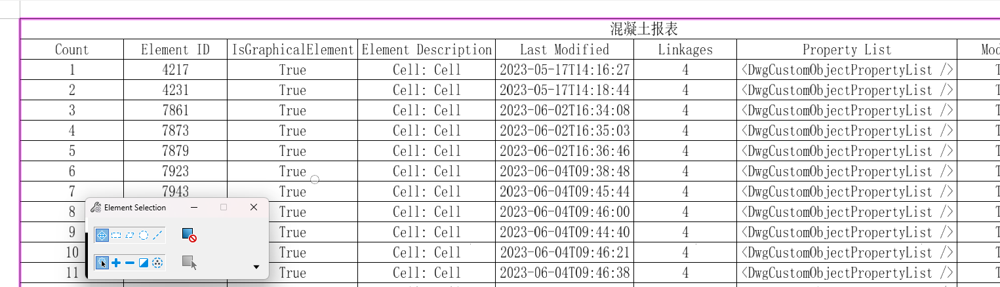 混凝土报表
Count Element ID IsGraphicalElement Element Description Last Modified Linkages Property List
1 4217 True Cell: Cell 2023-05-17T14:16:27 4 <DwgCustomObjectPropertyList />
2 4231 True Cell: Cell 2023-05-17T14:18:44 4 <DwgCustomObjectPropertyList />
3 7861 True Cell: Cell 2023-06-02T16:34:08 4 <DwgCustomObjectPropertyList />
4 7873 True Cell: Cell 2023-06-02T16:35:03 4 <DwgCustomObjectPropertyList />
5 7879 True Cell: Cell 2023-06-02T16:36:46 4 <DwgCustomObjectPropertyList />
6 7923 True Cell: Cell 2023-06-04T09:38:48 4 <DwgCustomObjectPropertyList />
7 7943 True Cell: Cell 2023-06-04T09:45:44 4 <DwgCustomObjectPropertyList />
8 True Cell: Cell 2023-06-04T09:46:00 4 <DwgCustomObjectPropertyList />
9 True Cell: Cell 2023-06-04T09:44:40 4 <DwgCustomObjectPropertyList />
10 True Cell: Cell 2023-06-04T09:46:21 4 <DwgCustomObjectPropertyList />
11 True Cell: Cell 2023-06-04T09:46:38 4 <DwgCustomObjectPropertyList />
Element Selection